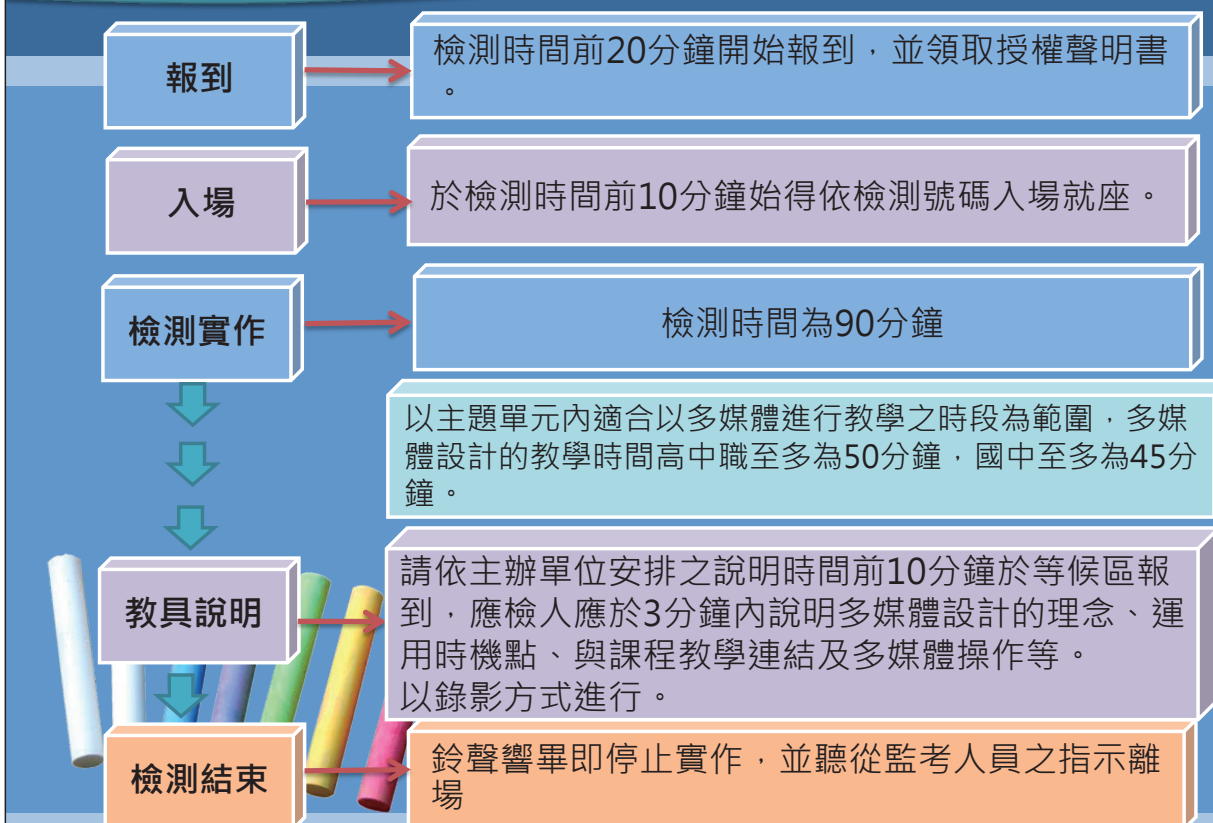 報到
檢測時間前20分鐘開始報到，並領取授權聲明書
。
入場
於檢測時間前10分鐘始得依檢測號碼入場就座。
檢測實作
檢測時間為90分鐘
以主題單元內適合以多媒體進行教學之時段為範圍，多媒
體設計的教學時間高中職至多為50分鐘，國中至多為45分
鐘。
教具說明
請依主辦單位安排之說明時間前10分鐘於等候區報
到，應檢人應於3分鐘內說明多媒體設計的理念、運
用時機點、與課程教學連結及多媒體操作等。
以錄影方式進行。
檢測結束
鈴聲響畢即停止實作，並聽從監考人員之指示離
場